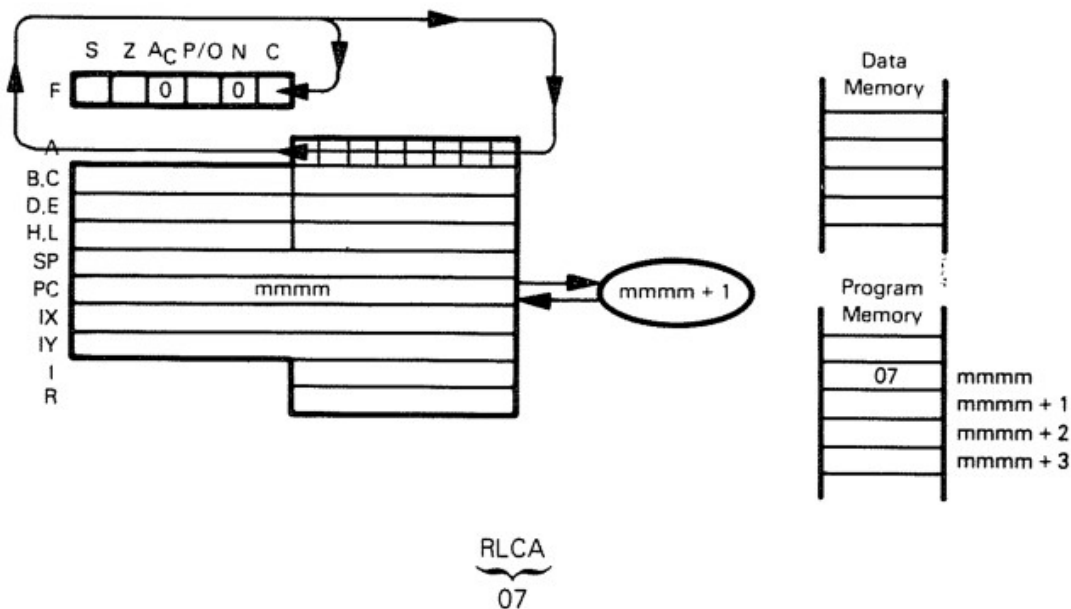 S Z AC P/O N C
F 0 0
A
B,C
D,E
H,L
SP
PC mmmm mmmm + 1
IX
IY
I
R
Data
Memory
Program
Memory
07 mmmm
mmmm + 1
mmmm + 2
mmmm + 3
RLCA
07